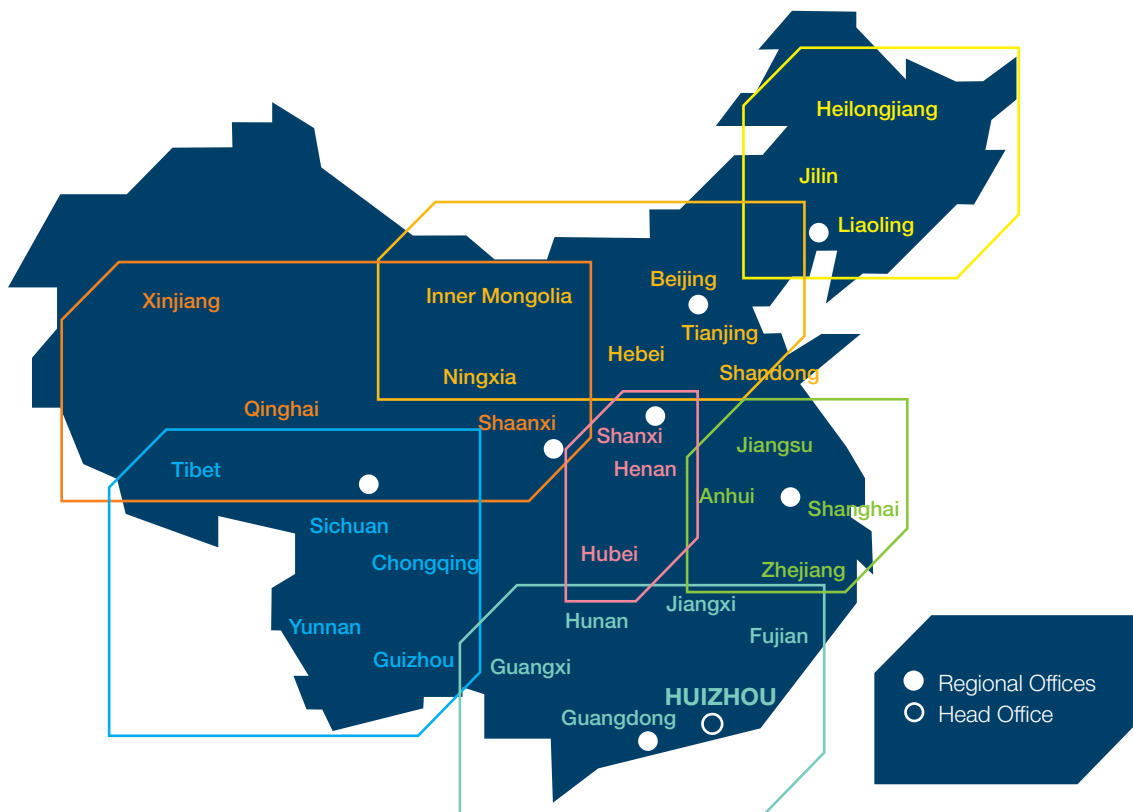 Heilongjiang
Jilin
Liaoling
Beijing
Xinjiang
Inner Mongolia
Tianjing
Hebei
Ningxia
Shandong
Qinghai
Shaanxi
Shanxi
Jiangsu
Tibet
Henan
Anhui
Shanghai
Sichuan
Chongqing
Hubei
Zhejiang
Jiangxi
Hunan
Yunnan
Fujian
Guizhou
Guangxi
HUIZHOU
Guangdong
Regional Offices
Head Office